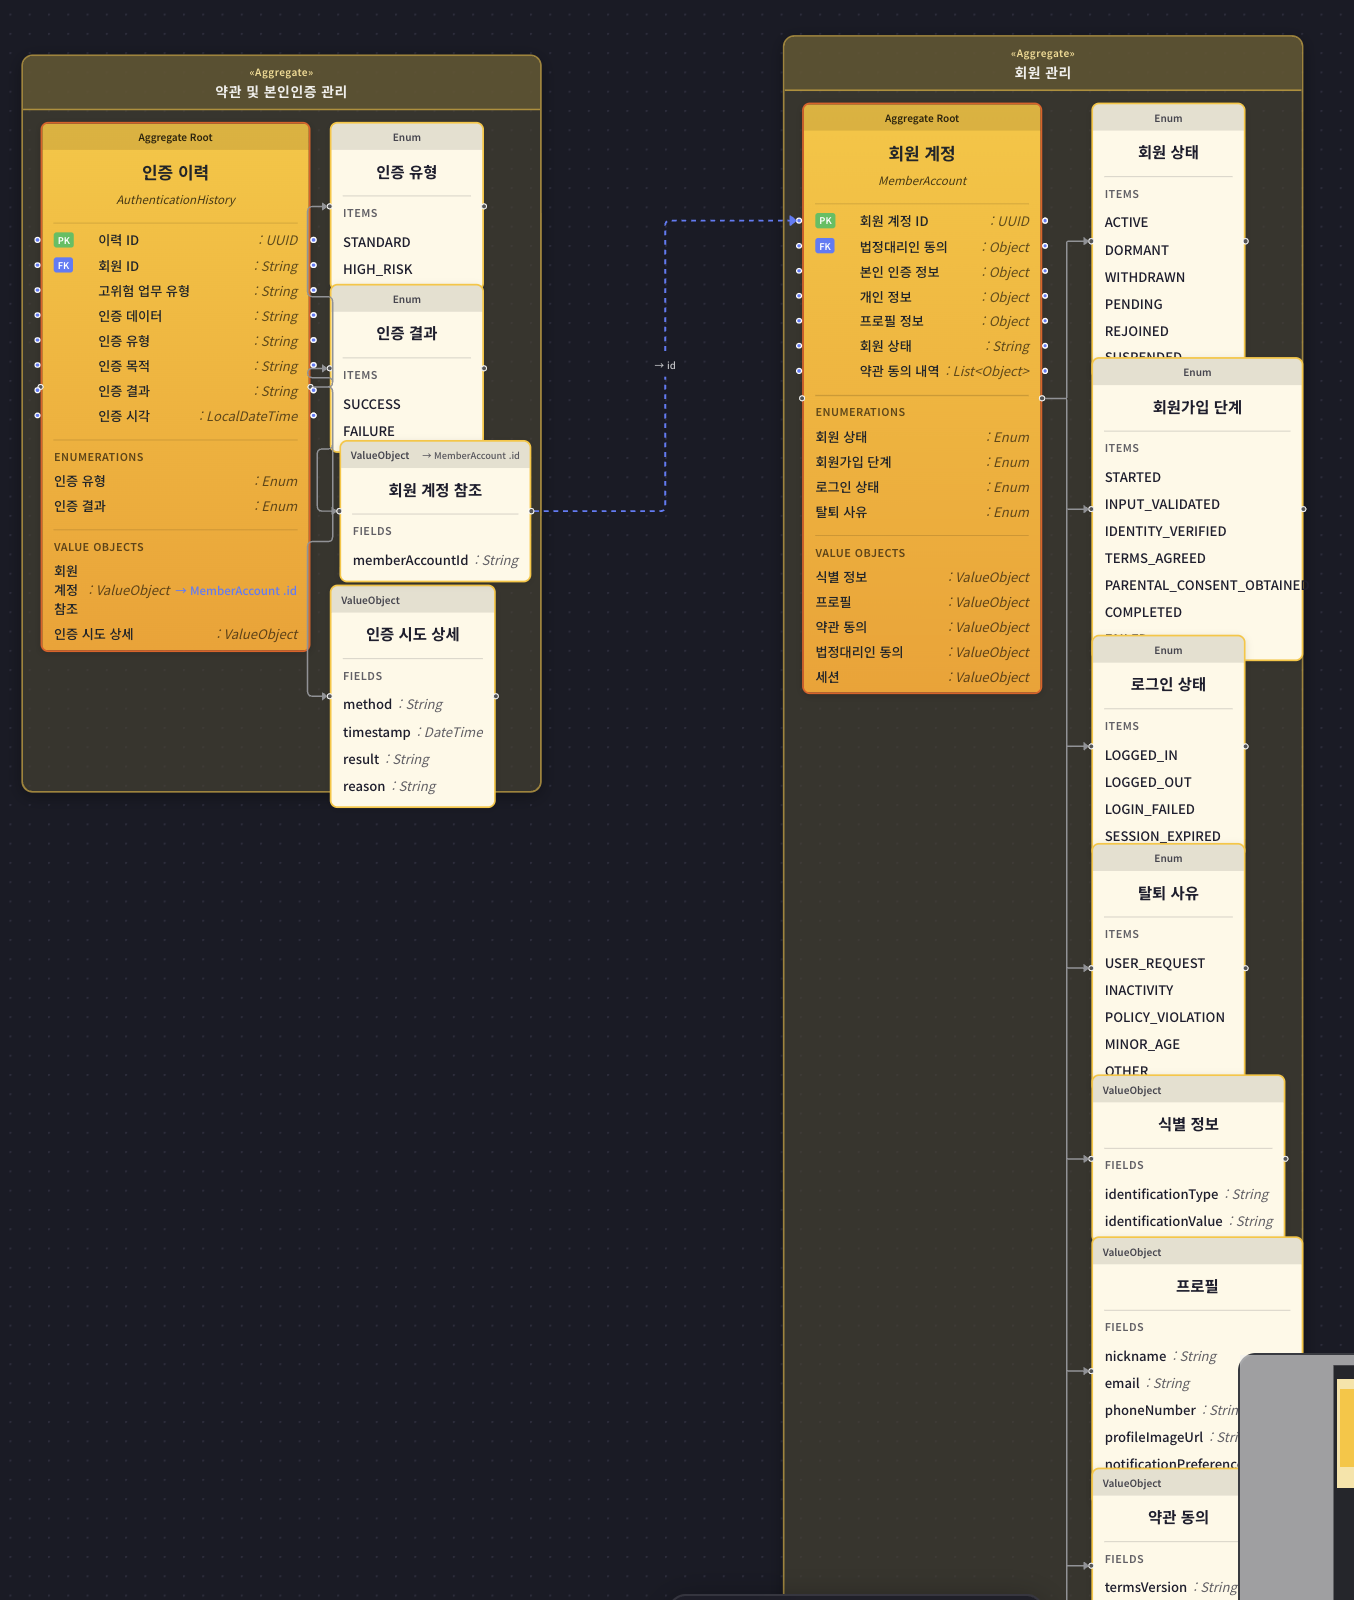 «Aggregate»
약관 및 본인인증 관리
Aggregate Root
인증 이력
AuthenticationHistory
PK 이력 ID : UUID
FK 회원 ID : String
고위험 업무 유형 : String
인증 데이터 : String
인증 유형 : String
인증 목적 : String
인증 결과 : String
인증 시각 : LocalDateTime
ENUMERATIONS
인증 유형 : Enum
인증 결과 : Enum
VALUE OBJECTS
회원
계정 : ValueObject → MemberAccount .id
참조
인증 시도 상세 : ValueObject
Enum
인증 유형
ITEMS
STANDARD
HIGH_RISK
Enum
인증 결과
ITEMS
SUCCESS
FAILURE
ValueObject → MemberAccount .id
회원 계정 참조
FIELDS
memberAccountId : String
ValueObject
인증 시도 상세
FIELDS
method : String
timestamp : DateTime
result : String
reason : String
→ id
«Aggregate»
회원 관리
Aggregate Root
회원 계정
MemberAccount
PK 회원 계정 ID : UUID
FK 법정대리인 동의 : Object
본인 인증 정보 : Object
개인 정보 : Object
프로필 정보 : Object
회원 상태 : String
약관 동의 내역 : List<Object>
ENUMERATIONS
회원 상태 : Enum
회원가입 단계 : Enum
로그인 상태 : Enum
탈퇴 사유 : Enum
VALUE OBJECTS
식별 정보 : ValueObject
프로필 : ValueObject
약관 동의 : ValueObject
법정대리인 동의 : ValueObject
세션 : ValueObject
Enum
회원 상태
ITEMS
ACTIVE
DORMANT
WITHDRAWN
PENDING
REJOINED
SUSPENDED
Enum
회원가입 단계
ITEMS
STARTED
INPUT_VALIDATED
IDENTITY_VERIFIED
TERMS_AGREED
PARENTAL_CONSENT_OBTAINED
COMPLETED
Enum
로그인 상태
ITEMS
LOGGED_IN
LOGGED_OUT
LOGIN_FAILED
SESSION_EXPIRED
Enum
탈퇴 사유
ITEMS
USER_REQUEST
INACTIVITY
POLICY_VIOLATION
MINOR_AGE
OTHER
ValueObject
식별 정보
FIELDS
identificationType : String
identificationValue : String
ValueObject
프로필
FIELDS
nickname : String
email : String
phoneNumber : Strin
profileImageUrl : Stri
notificationPreferenc
ValueObject
약관 동의
FIELDS
termsVersion : String